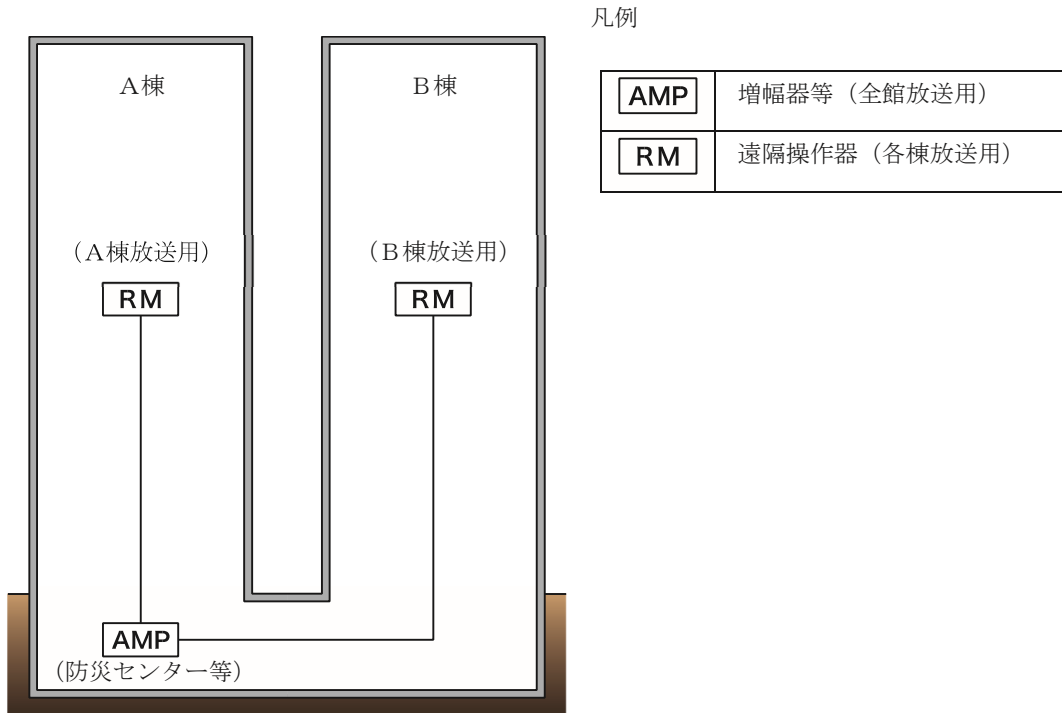 凡例
A棟
B棟
AMP 増幅器等（全館放送用）
RM 遠隔操作器（各棟放送用）
（A棟放送用）
RM
（B棟放送用）
RM
AMP
（防災センター等）